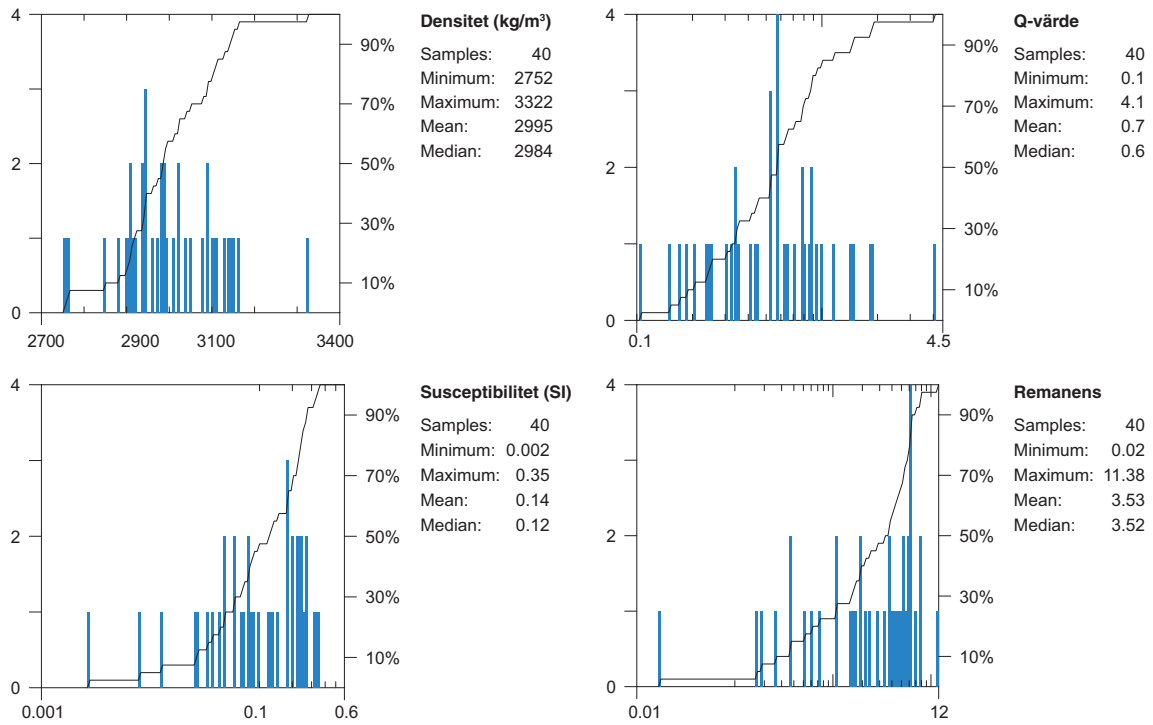 Densitet (kg/m³)
Samples: 40
Minimum: 2752
Maximum: 3322
Mean: 2995
Median: 2984
4
2
0
90%
70%
50%
30%
10%
2700 2900 3100 3400
Q-värde
Samples: 40
Minimum: 0.1
Maximum: 4.1
Mean: 0.7
Median: 0.6
4
2
0
90%
70%
50%
30%
10%
0.1 4.5
Susceptibilitet (SI)
Samples: 40
Minimum: 0.002
Maximum: 0.35
Mean: 0.14
Median: 0.12
4
2
0
90%
70%
50%
30%
10%
0.001 0.1 0.6
Remanens
Samples: 40
Minimum: 0.02
Maximum: 11.38
Mean: 3.53
Median: 3.52
4
2
0
90%
70%
50%
30%
10%
0.01 12